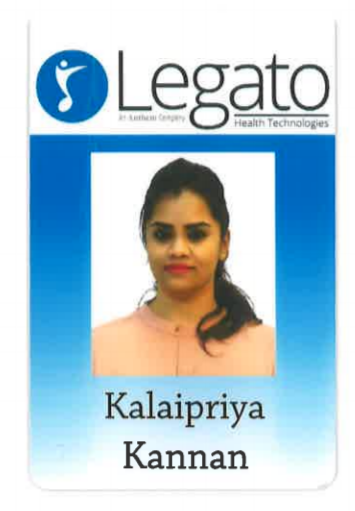 Legato
An Anthem Company
Health Technologies
Kalaipriya
Kannan